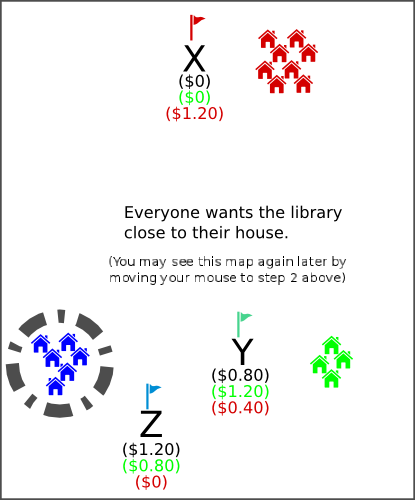 X
($0)
($0)
($1.20)
Everyone wants the library
close to their house.
(You may see this map again later by
moving your mouse to step 2 above)
Y
($0.80)
($1.20)
($0.40)
Z
($1.20)
($0.80)
($0)